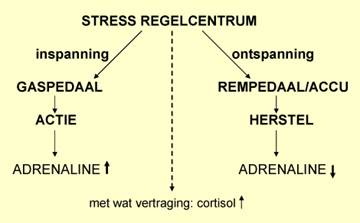 STRESS REGELCENTRUM
inspanning ontspanning
GASPEDAAL REMPEDAAL/ACCU
ACTIE HERSTEL
ADRENALINE ↑ ADRENALINE ↓
met wat vertraging: cortisol ↑